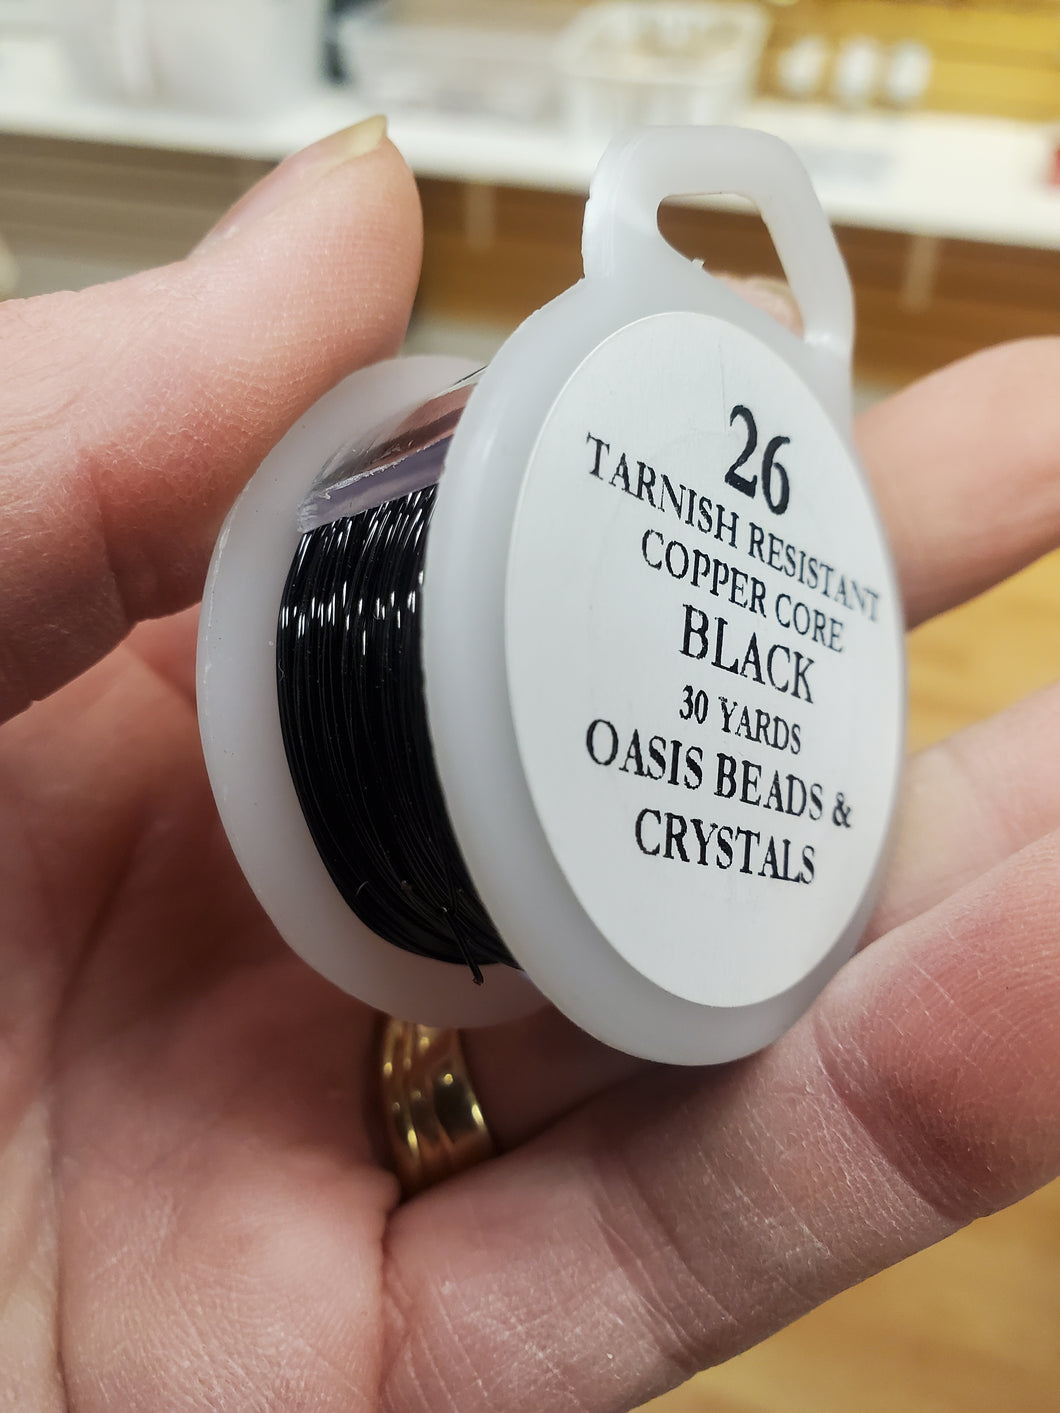 26
TARNISH RESISTANT
COPPER CORE
BLACK
30 YARDS
OASIS BEADS &
CRYSTALS